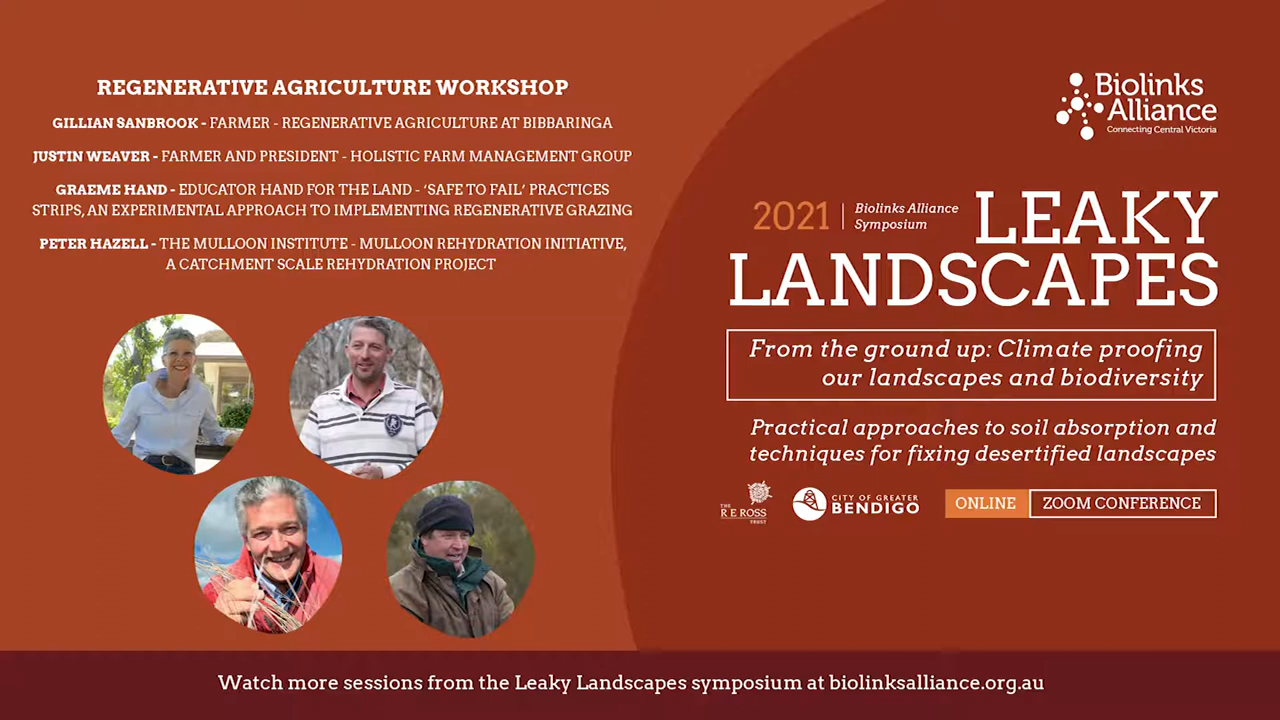 REGENERATIVE AGRICULTURE WORKSHOP
GILLIAN SANBROOK - FARMER - REGENERATIVE AGRICULTURE AT BIBBARINGA
JUSTIN WEAVER - FARMER AND PRESIDENT - HOLISTIC FARM MANAGEMENT GROUP
GRAEME HAND - EDUCATOR HAND FOR THE LAND - ‘SAFE TO FAIL’ PRACTICES
STRIPS, AN EXPERIMENTAL APPROACH TO IMPLEMENTING REGENERATIVE GRAZING
PETER HAZELL - THE MULLOON INSTITUTE - MULLOON REHYDRATION INITIATIVE,
A CATCHMENT SCALE REHYDRATION PROJECT
Biolinks
Alliance
Connecting Central Victoria
2021
Biolinks Alliance
Symposium
LEAKY
LANDSCAPES
From the ground up: Climate proofing
our landscapes and biodiversity
Practical approaches to soil absorption and
techniques for fixing desertified landscapes
THE
R E ROSS
TRUST
CITY OF GREATER
BENDIGO
ONLINE
ZOOM CONFERENCE
Watch more sessions from the Leaky Landscapes symposium at biolinksalliance.org.au